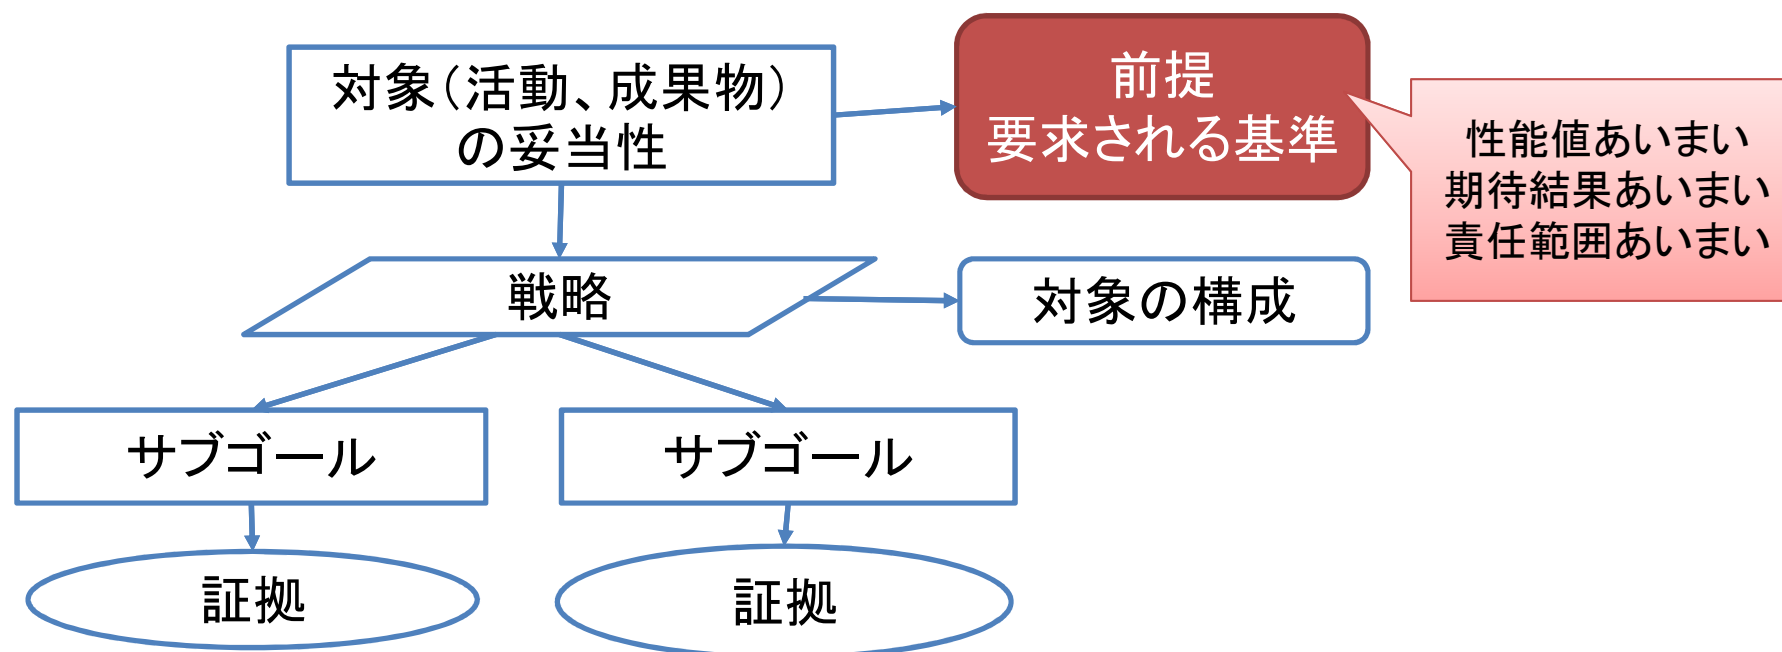 対象（活動、成果物）
の妥当性
前提
要求される基準
性能値あいまい
期待結果あいまい
責任範囲あいまい
戦略
対象の構成
サブゴール
サブゴール
証拠
証拠